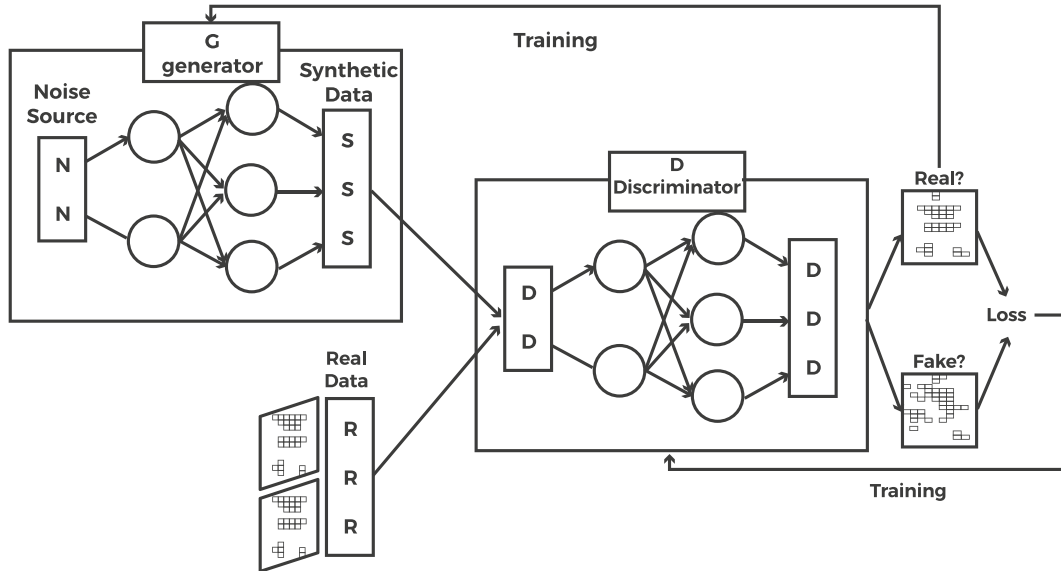 G
generator
Training
Noise
Source
Synthetic
Data
N
N
S
S
S
D
Discriminator
Real?
D
D
D
D
D
Loss
Fake?
Real
Data
R
R
R
Training